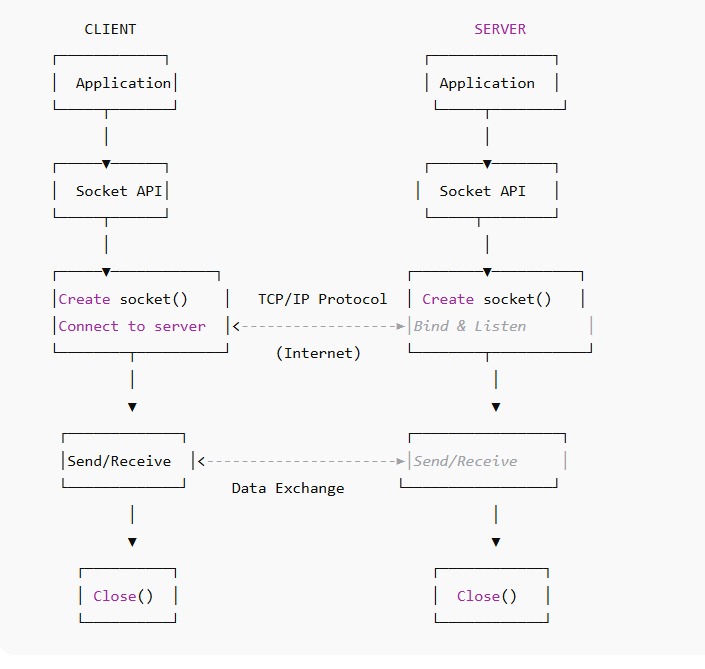 CLIENT SERVER
Application Application
Socket API Socket API
Create socket() TCP/IP Protocol Create socket()
Connect to server Bind & Listen
(Internet)
Send/Receive Send/Receive
Data Exchange
Close() Close()